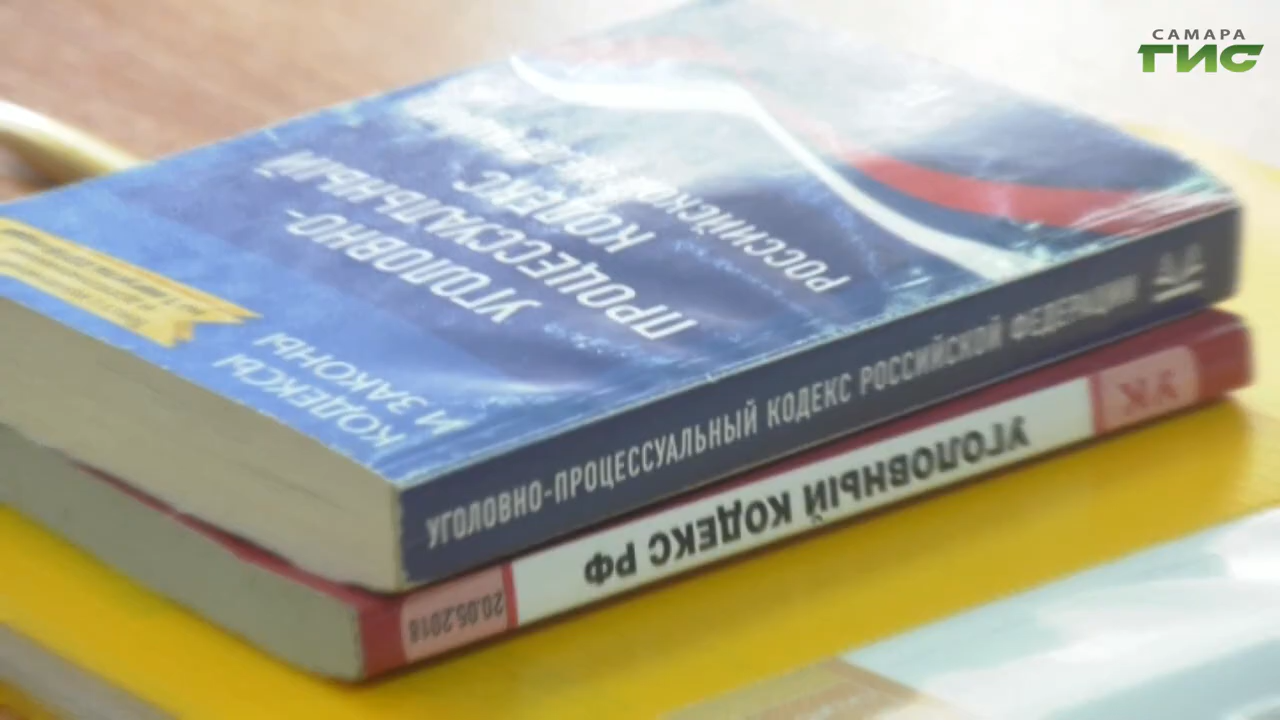 САМАРА
ГИС
УГОЛОВНО-
ПРОЦЕССУАЛЬНЫЙ
КОДЕКС
РОССИЙСКОЙ
КОДЕКСЫ
И ЗАКОНЫ
УГОЛОВНО-ПРОЦЕССУАЛЬНЫЙ КОДЕКС РОССИЙСКОЙ ФЕДЕРАЦИИ
УК
УГОЛОВНЫЙ КОДЕКС РФ
20.05.2018